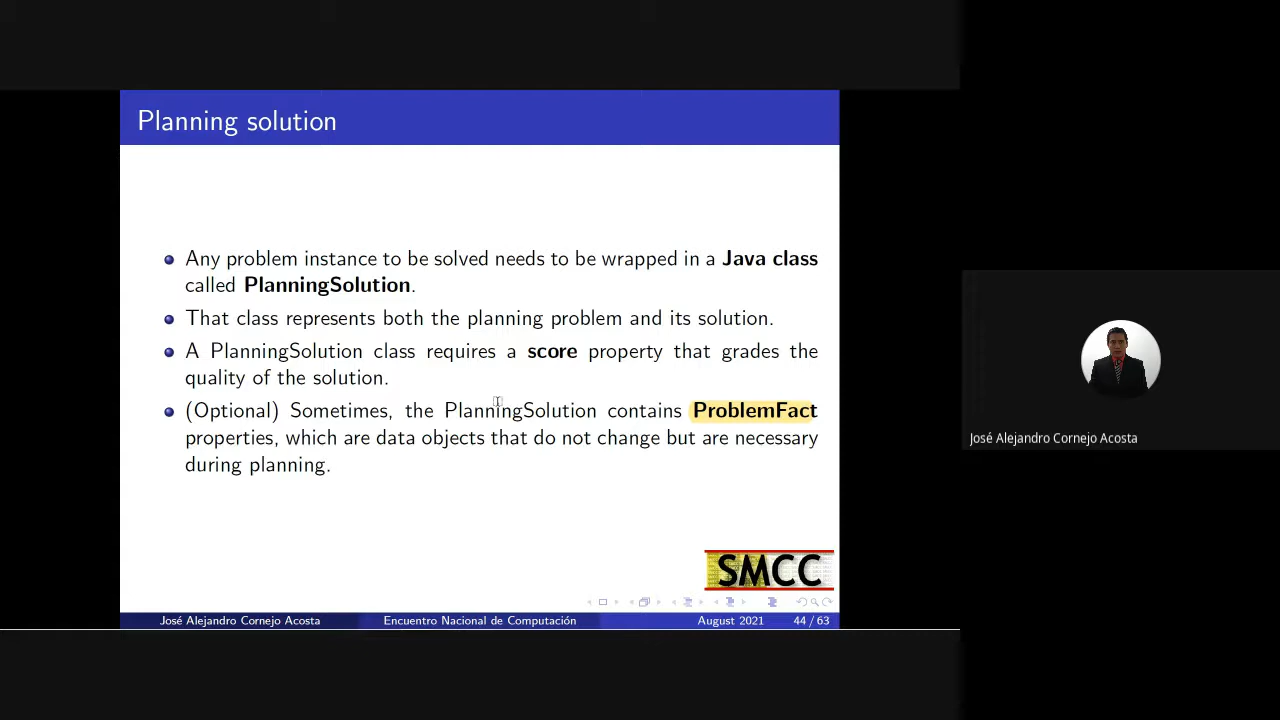 Planning solution
Any problem instance to be solved needs to be wrapped in a Java class
called PlanningSolution.
That class represents both the planning problem and its solution.
A PlanningSolution class requires a score property that grades the
quality of the solution.
(Optional) Sometimes, the PlanningSolution contains ProblemFact
properties, which are data objects that do not change but are necessary
during planning.
SMCC
José Alejandro Cornejo Acosta
Encuentro Nacional de Computación
August 2021
44 / 63
José Alejandro Cornejo Acosta